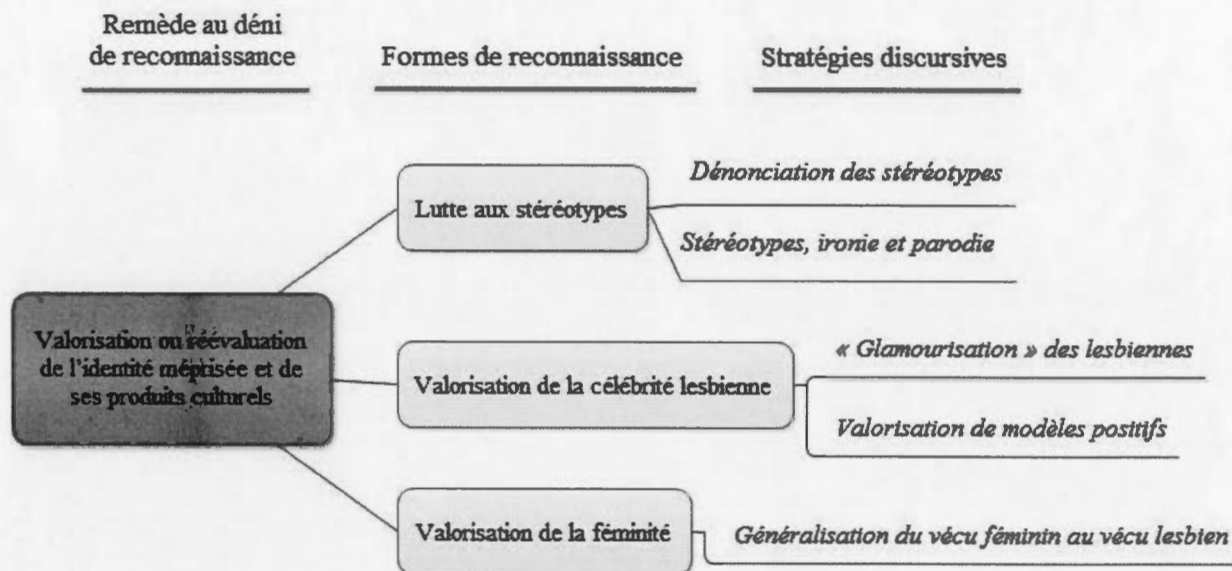 Remède au déni
de reconnaissance
Formes de reconnaissance
Stratégies discursives
Lutte aux stéréotypes
Dénonciation des stéréotypes
Stéréotypes, ironie et parodie
Valorisation ou réévaluation
de l'identité méprisée et de
ses produits culturels
Valorisation de la célébrité lesbienne
« Glamourisation » des lesbiennes
Valorisation de modèles positifs
Valorisation de la féminité
Généralisation du vécu féminin au vécu lesbien